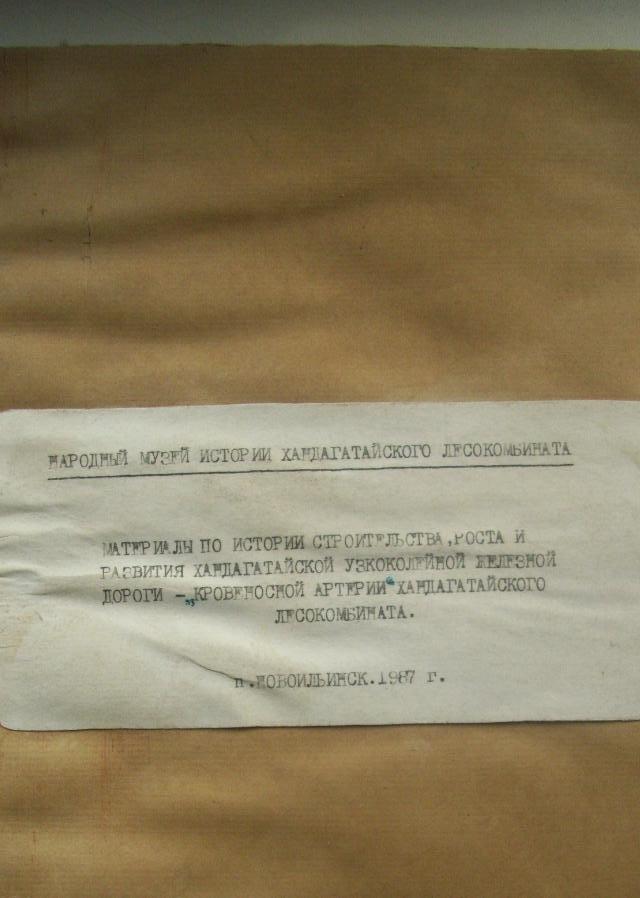 НАРОДНЫЙ МУЗЕЙ ИСТОРИИ ХАНДАГАТАЙСКОГО ЛЕСОКОМБИНАТА
МАТЕРИАЛЫ ПО ИСТОРИИ СТРОИТЕЛЬСТВА,РОСТА И
РАЗВИТИЯ ХАНДАГАТАЙСКОЙ УЗКОКОЛЕЙНОЙ ЖЕЛЕЗНОЙ
ДОРОГИ - „КРОВЕНОСНОЙ АРТЕРИИ“ ХАНДАГАТАЙСКОГО
ЛЕСОКОМБИНАТА.
п.НОВОИЛЬИНСК.1987 г.